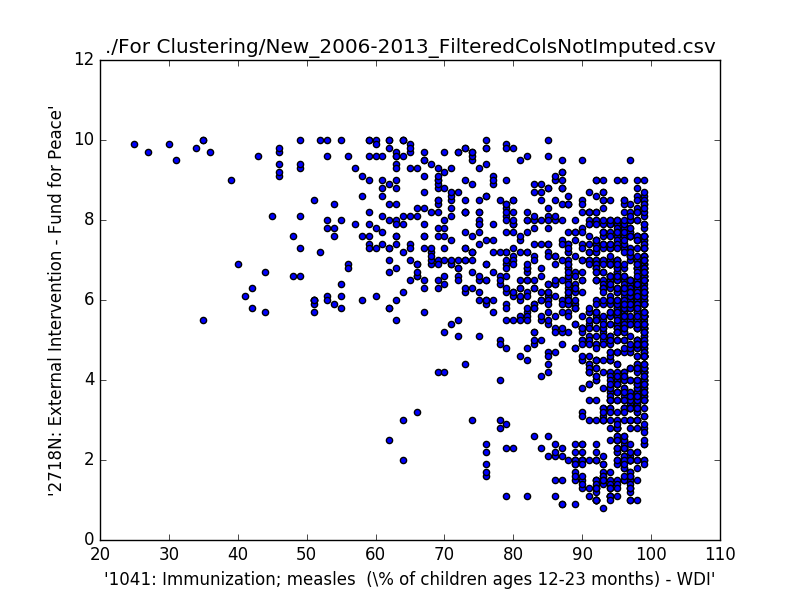 ./For Clustering/New_2006-2013_FilteredColsNotImputed.csv
12
10
8
6
4
2
0
'2718N: External Intervention - Fund for Peace'
20 30 40 50 60 70 80 90 100 110
'1041: Immunization; measles  (\% of children ages 12-23 months) - WDI'